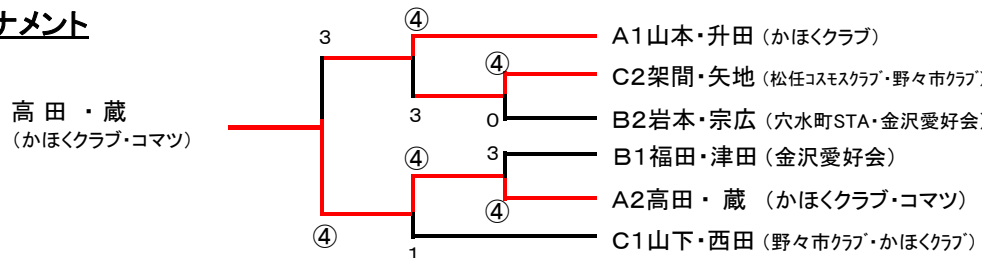 ナメント
3
④
A1山本・升田 (かほくクラブ)
④
C2架間・矢地 (松任コスモスクラブ・野々市クラブ)
高 田 ・ 蔵
(かほくクラブ・コマツ)
3
0
B2岩本・宗広 (穴水町STA・金沢愛好会)
④
3
B1福田・津田 (金沢愛好会)
④
A2高田・ 蔵 (かほくクラブ・コマツ)
④
1
C1山下・西田 (野々市クラブ・かほくクラブ)